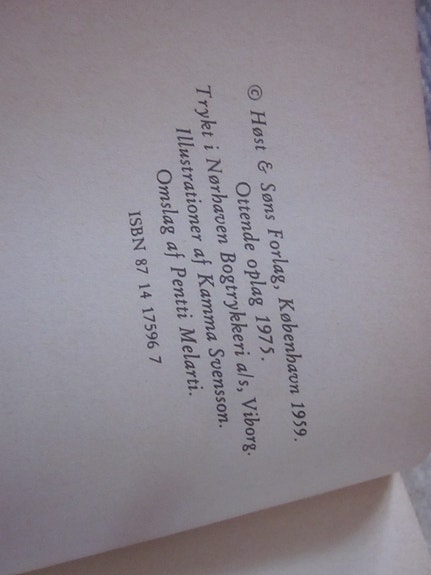 © Høst & Søns Forlag, København 1959.
Ottende oplag 1975.
Trykt i Nørhaven Bogtrykkeri a/s, Viborg.
Illustrationer af Kamma Svensson.
Omslag af Pentti Melarti.
ISBN 87 14 17596 7